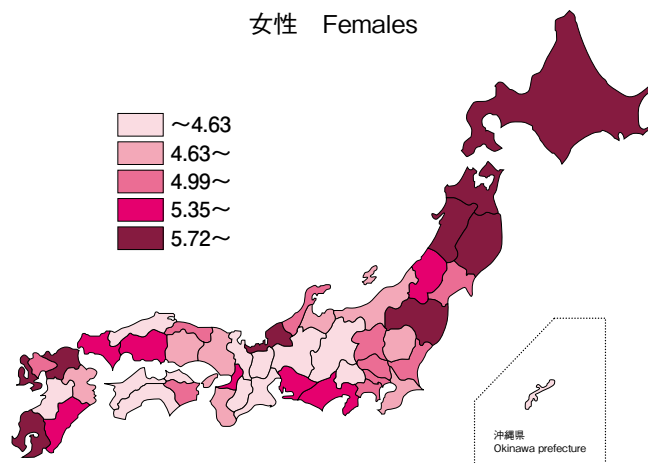 女性　Females
～4.63
4.63～
4.99～
5.35～
5.72～
沖縄県
Okinawa prefecture